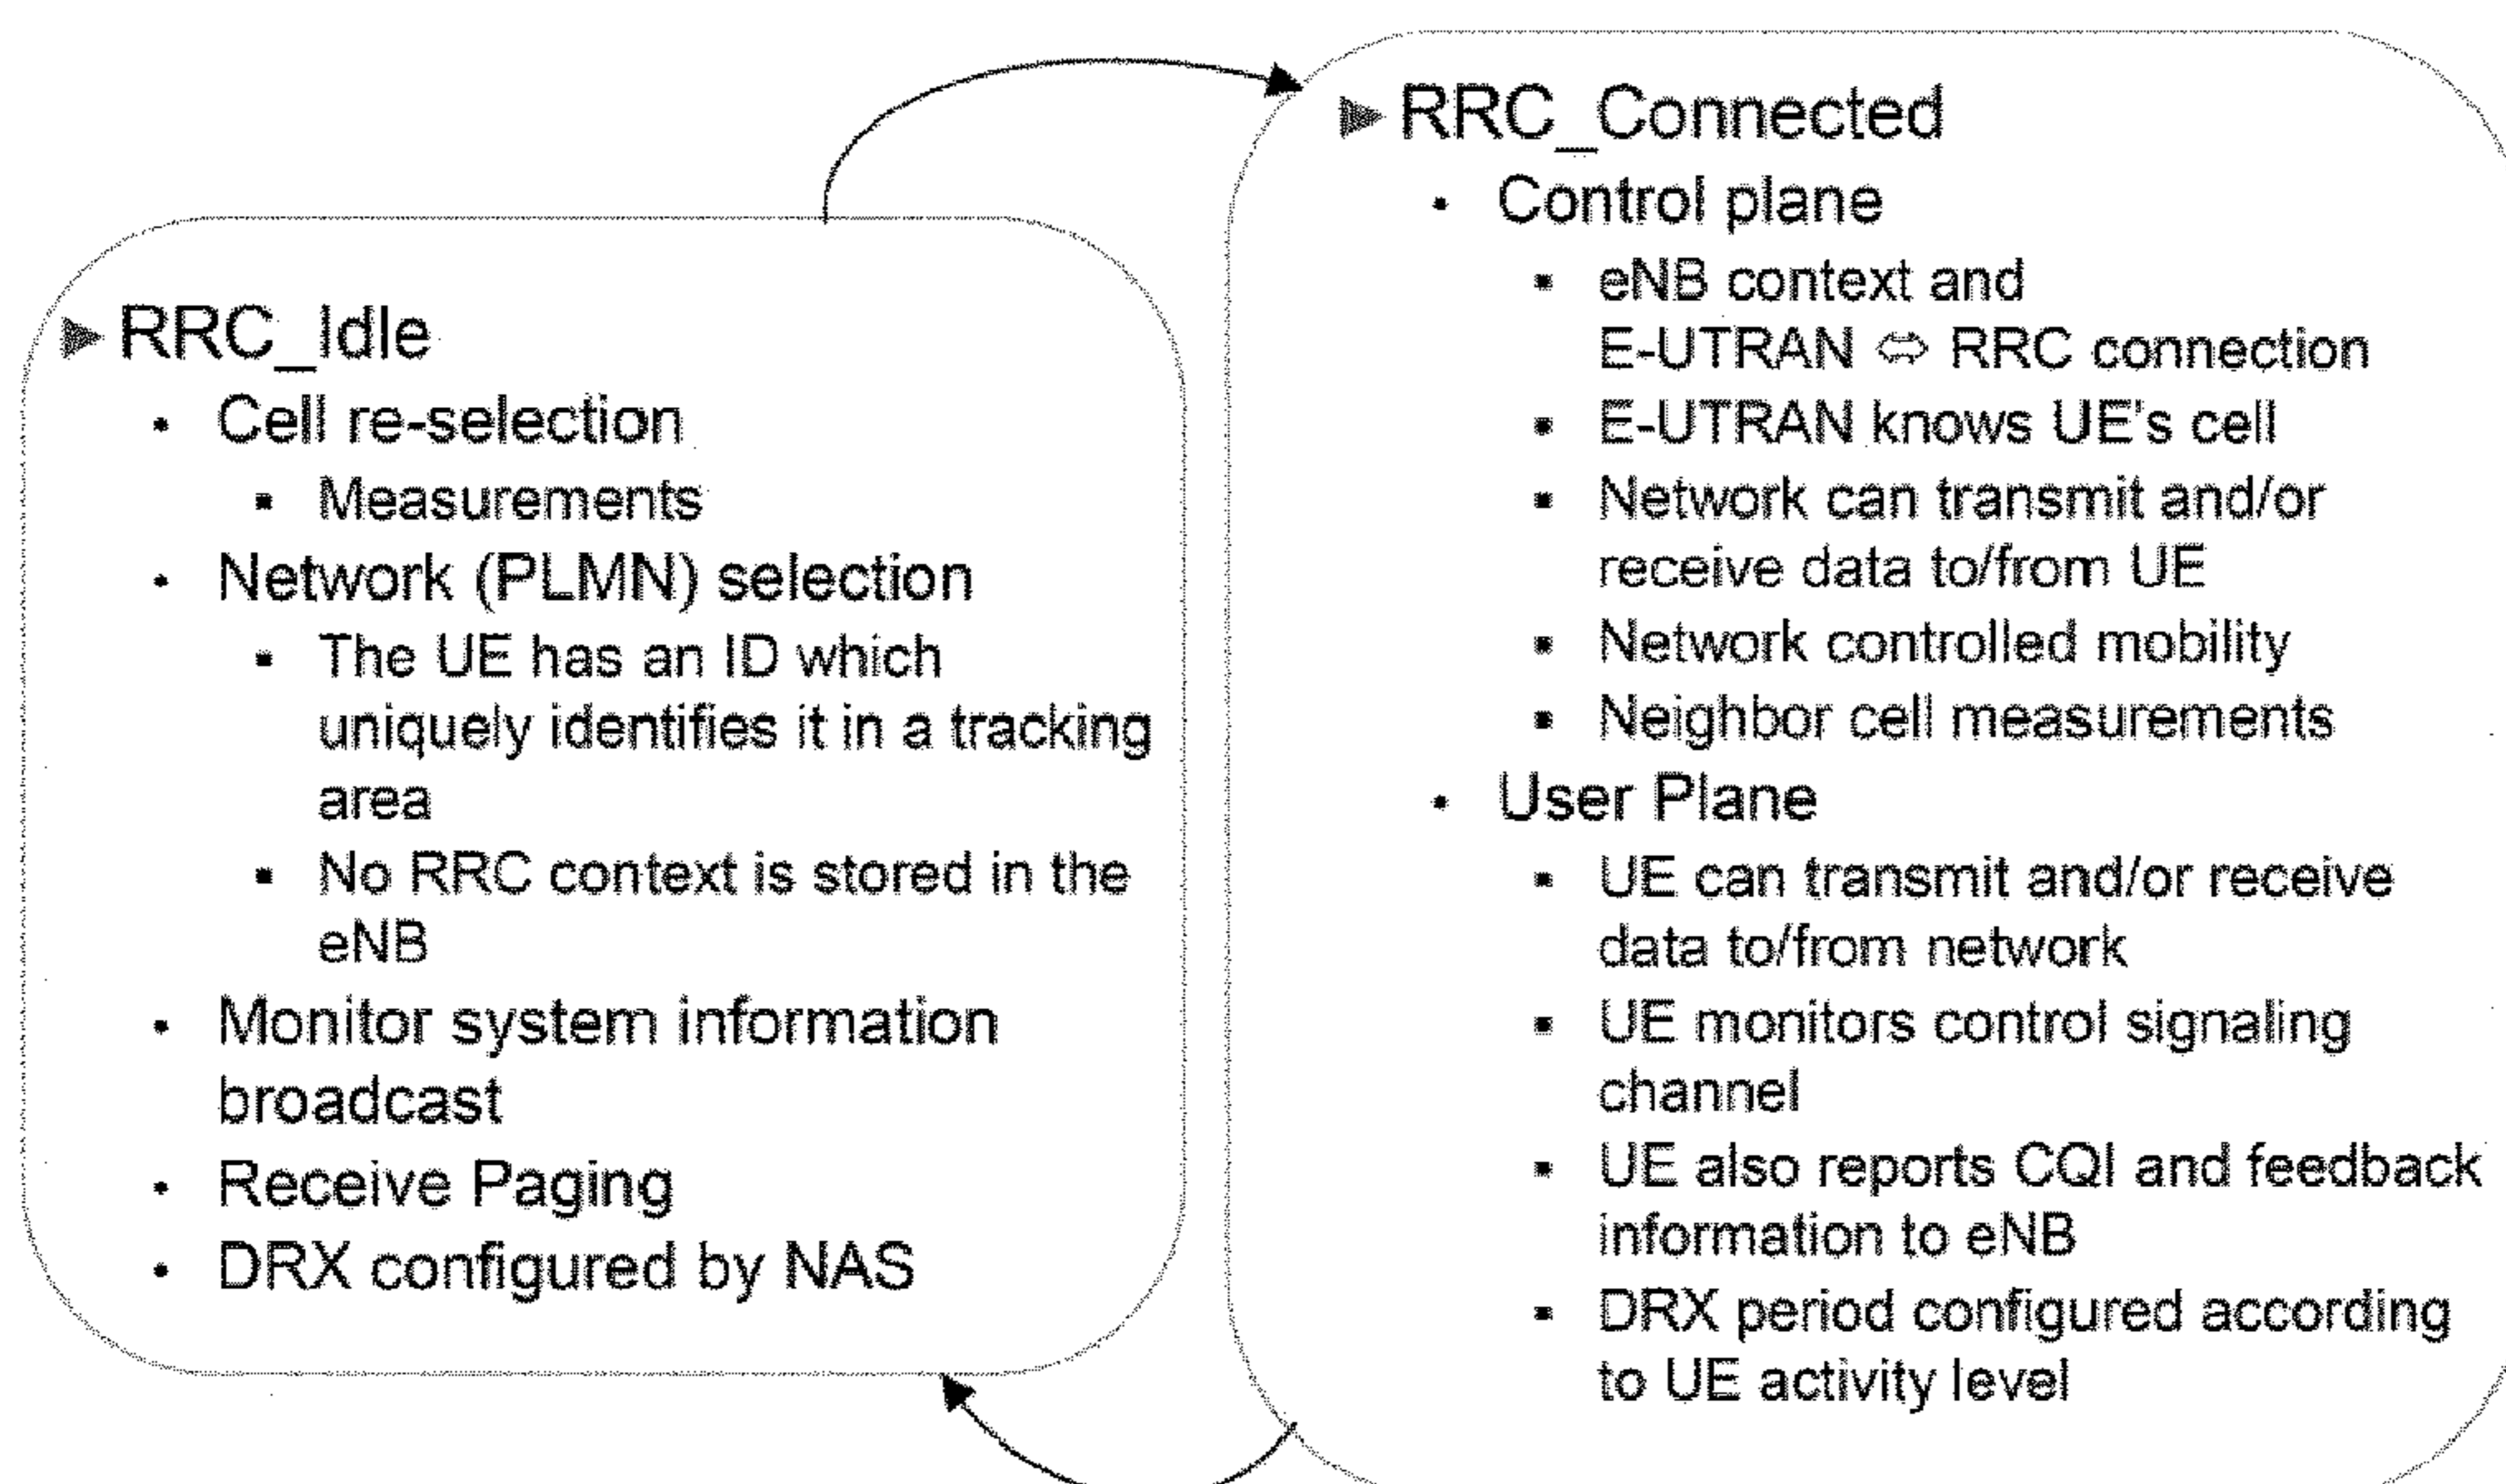 ► RRC_Idle
• Cell re-selection
▪ Measurements
• Network (PLMN) selection
▪ The UE has an ID which
uniquely identifies it in a tracking
area
▪ No RRC context is stored in the
eNB
• Monitor system information
broadcast
• Receive Paging
• DRX configured by NAS
► RRC_Connected
• Control plane
▪ eNB context and
E-UTRAN ⇔ RRC connection
▪ E-UTRAN knows UE's cell
▪ Network can transmit and/or
receive data to/from UE
▪ Network controlled mobility
▪ Neighbor cell measurements
• User Plane
▪ UE can transmit and/or receive
data to/from network
▪ UE monitors control signaling
channel
▪ UE also reports CQI and feedback
information to eNB
▪ DRX period configured according
to UE activity level